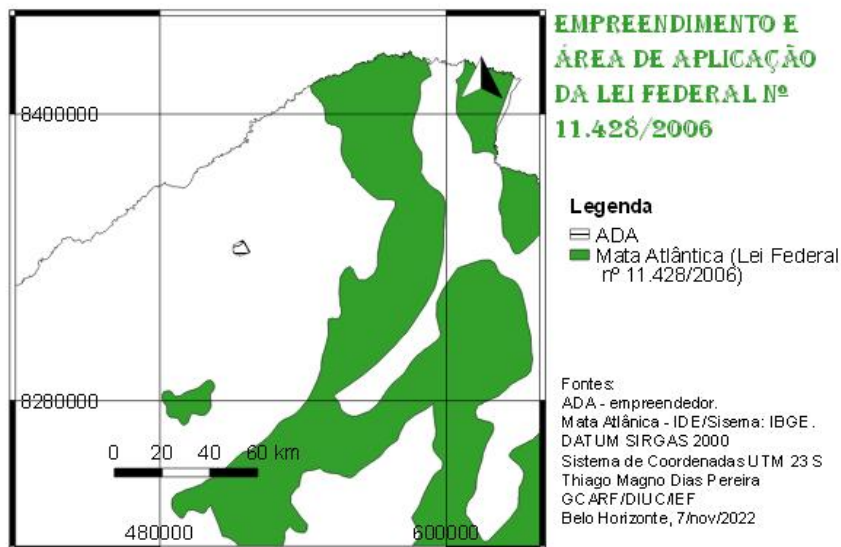 EMPREENDIMENTO E
ÁREA DE APLICAÇÃO
DA LEI FEDERAL Nº
11.428/2006
8400000
8280000
0 20 40 60 km
480000
600000
Legenda
ADA
Mata Atlântica (Lei Federal
nº 11.428/2006)
Fontes:
ADA - empreendedor.
Mata Atlânica - IDE/Sisema: IBGE.
DATUM SIRGAS 2000
Sistema de Coordenadas UTM 23 S
Thiago Magno Dias Pereira
GCARF/DIUC/IEF
Belo Horizonte, 7/nov/2022